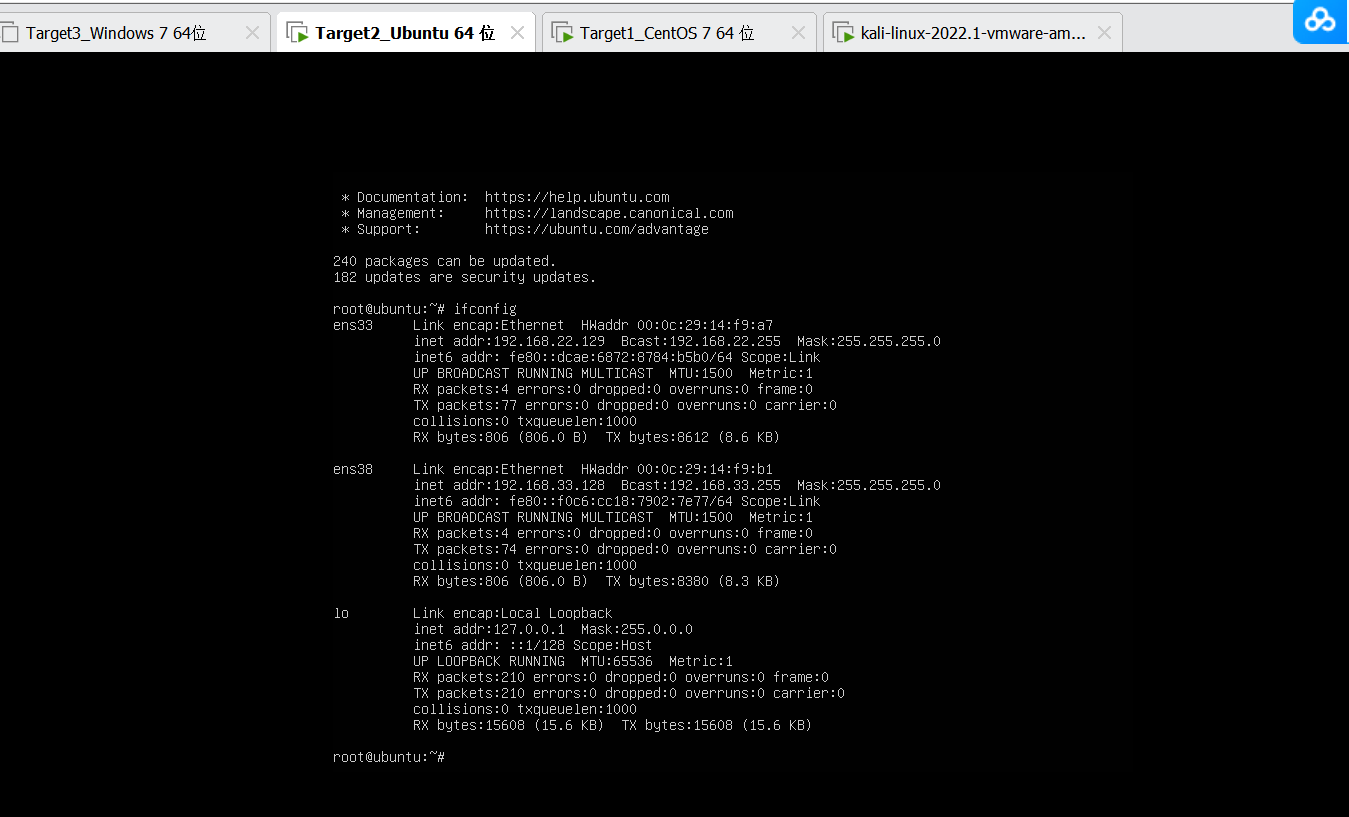 Target3_Windows 7 64位
Target2_Ubuntu 64 位
Target1_CentOS 7 64 位
kali-linux-2022.1-vmware-am...
* Documentation:  https://help.ubuntu.com
* Management:     https://landscape.canonical.com
* Support:        https://ubuntu.com/advantage
240 packages can be updated.
182 updates are security updates.
root@ubuntu:~# ifconfig
ens33     Link encap:Ethernet  HWaddr 00:0c:29:14:f9:a7
inet addr:192.168.22.129  Bcast:192.168.22.255  Mask:255.255.255.0
inet6 addr: fe80::dcae:6872:8784:b5b0/64 Scope:Link
UP BROADCAST RUNNING MULTICAST  MTU:1500  Metric:1
RX packets:4 errors:0 dropped:0 overruns:0 frame:0
TX packets:77 errors:0 dropped:0 overruns:0 carrier:0
collisions:0 txqueuelen:1000
RX bytes:806 (806.0 B)  TX bytes:8612 (8.6 KB)
ens38     Link encap:Ethernet  HWaddr 00:0c:29:14:f9:b1
inet addr:192.168.33.128  Bcast:192.168.33.255  Mask:255.255.255.0
inet6 addr: fe80::f0c6:cc18:7902:7e77/64 Scope:Link
UP BROADCAST RUNNING MULTICAST  MTU:1500  Metric:1
RX packets:4 errors:0 dropped:0 overruns:0 frame:0
TX packets:74 errors:0 dropped:0 overruns:0 carrier:0
collisions:0 txqueuelen:1000
RX bytes:806 (806.0 B)  TX bytes:8380 (8.3 KB)
lo        Link encap:Local Loopback
inet addr:127.0.0.1  Mask:255.0.0.0
inet6 addr: ::1/128 Scope:Host
UP LOOPBACK RUNNING  MTU:65536  Metric:1
RX packets:210 errors:0 dropped:0 overruns:0 frame:0
TX packets:210 errors:0 dropped:0 overruns:0 carrier:0
collisions:0 txqueuelen:1000
RX bytes:15608 (15.6 KB)  TX bytes:15608 (15.6 KB)
root@ubuntu:~#